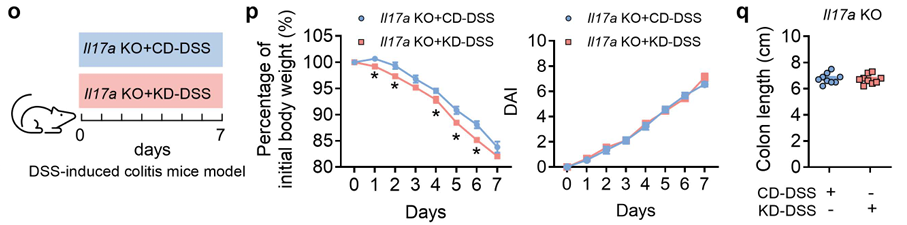 o
Il17a KO+CD-DSS
Il17a KO+KD-DSS
0 7
days
DSS-induced colitis mice model
p
Il17a KO+CD-DSS
Il17a KO+KD-DSS
Percentage of
initial body weight (%)
105
100
95
90
85
80
* * * * *
0 1 2 3 4 5 6 7
Days
Il17a KO+CD-DSS
Il17a KO+KD-DSS
DAI
10
8
6
4
2
0
0 1 2 3 4 5 6 7
Days
q
Il17a KO
Colon length (cm)
10
8
6
4
2
0
CD-DSS + -
KD-DSS - +